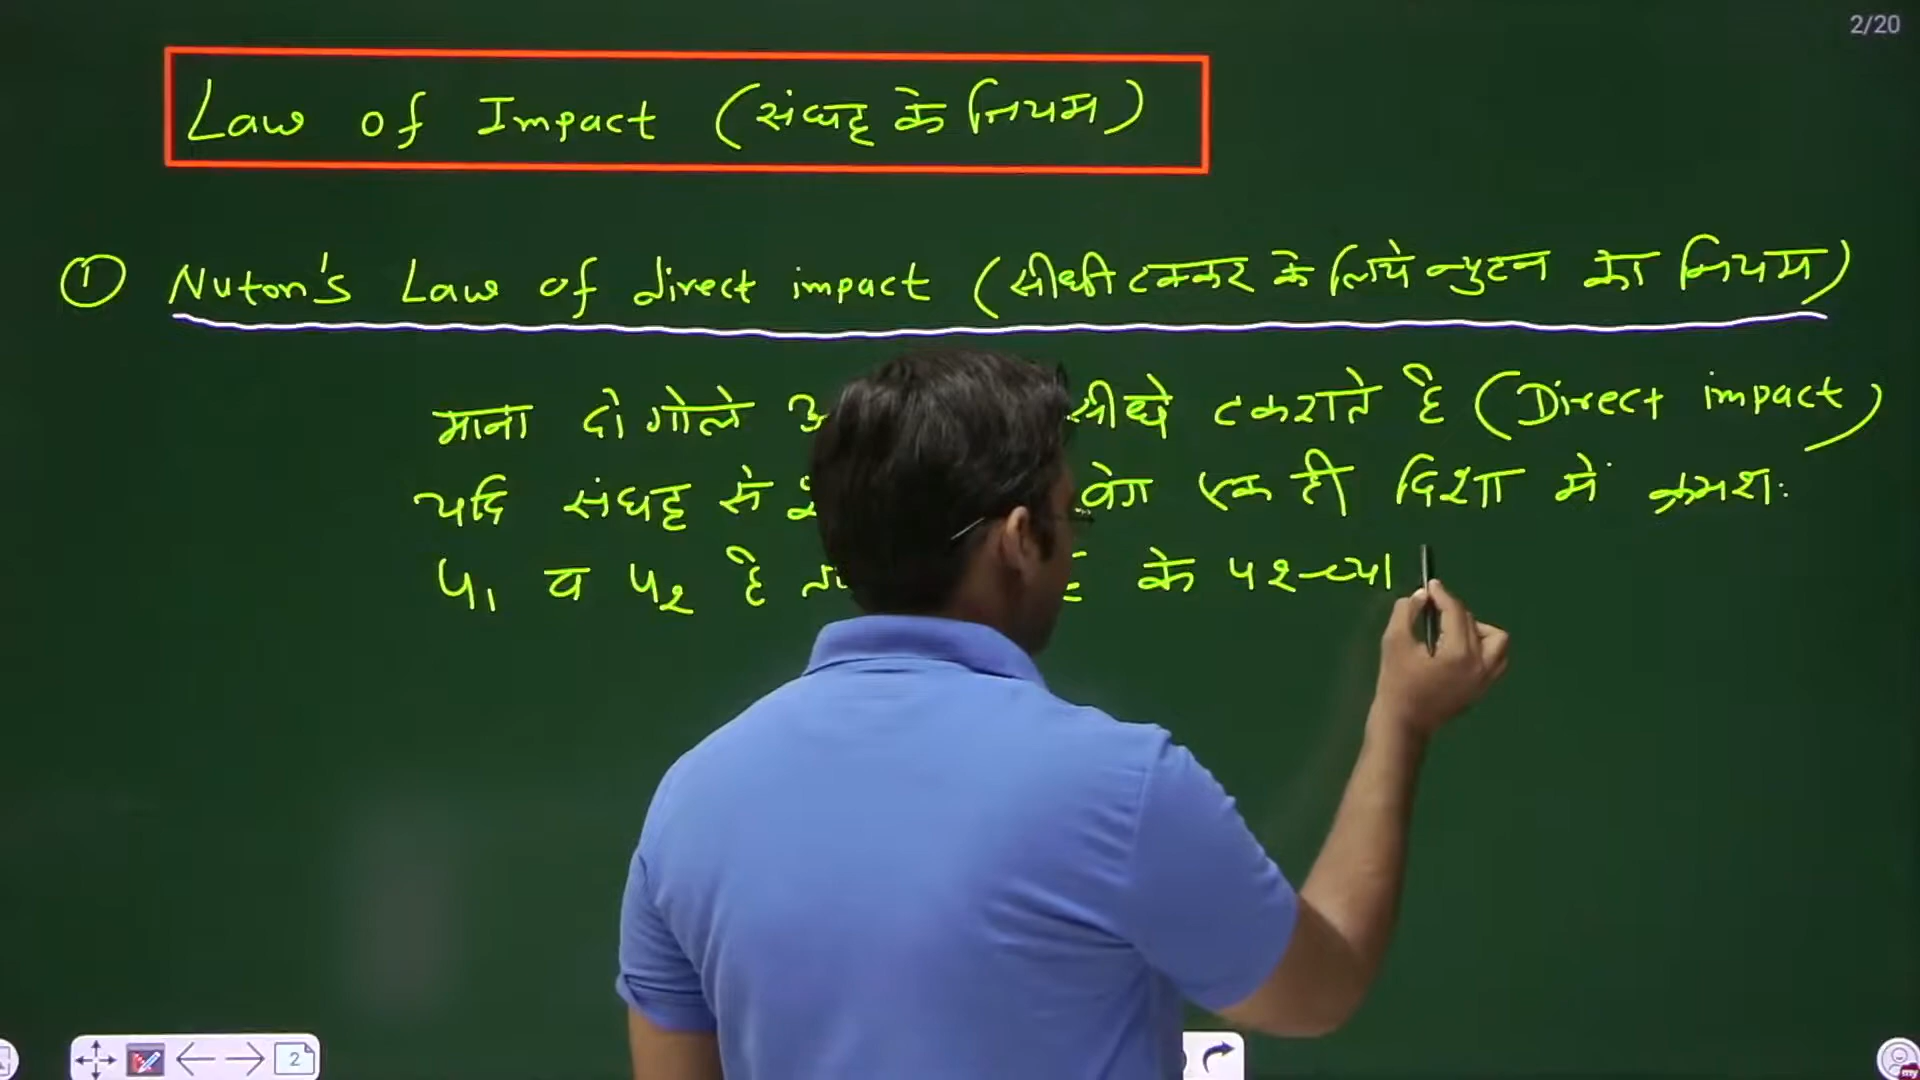 2/20
Law of Impact (संघट्ट के नियम)
① Nuton's Law of direct impact (सीधी टक्कर के लिये न्युटन का नियम)
माना दो गोले सीधे टकराते है (Direct impact)
यदि संघट्ट से वेग एक ही दिशा में क्रमशः
u₁ व u₂ है के पश्चा
2
my